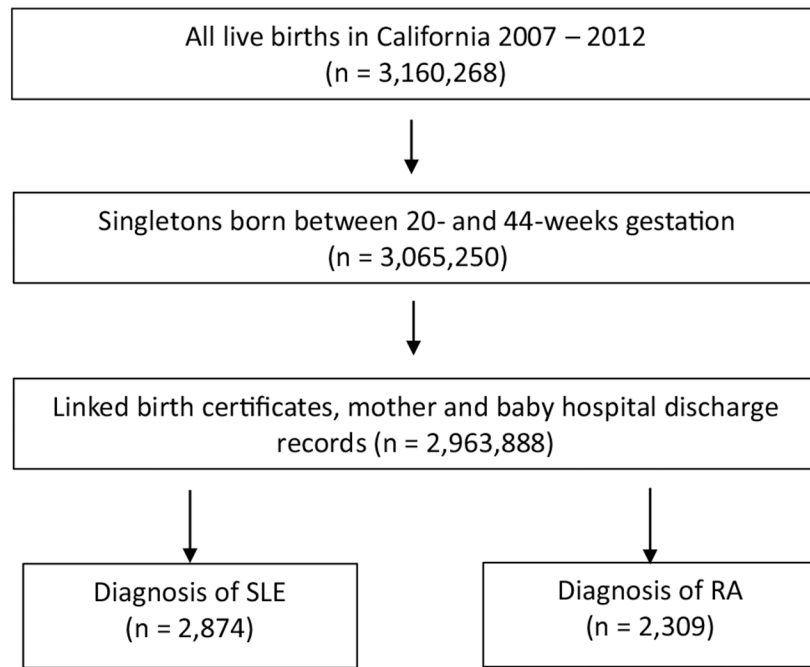 All live births in California 2007 – 2012
(n = 3,160,268)
Singletons born between 20- and 44-weeks gestation
(n = 3,065,250)
Linked birth certificates, mother and baby hospital discharge
records (n = 2,963,888)
Diagnosis of SLE
(n = 2,874)
Diagnosis of RA
(n = 2,309)